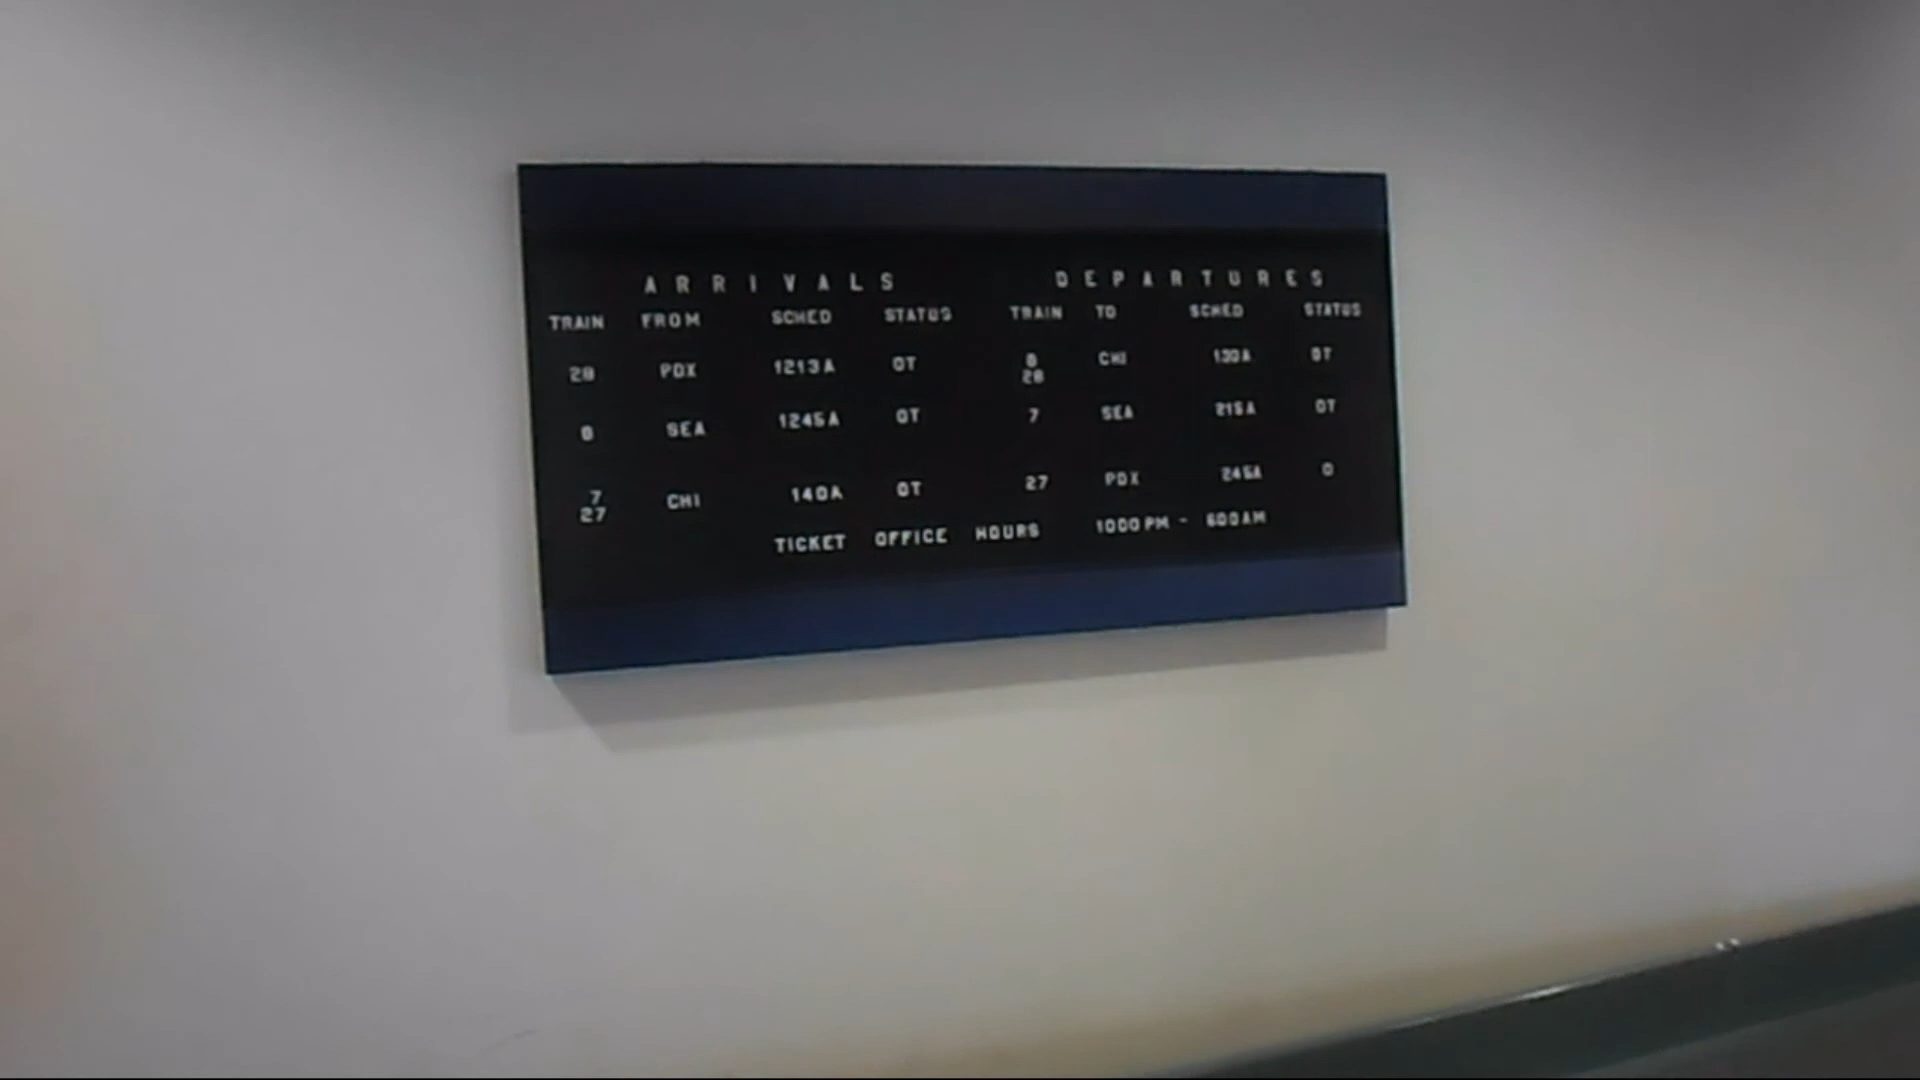 ARRIVALS DEPARTURES
TRAIN FROM SCHED STATUS TRAIN TO SCHED STATUS
28 PDX 1213A OT 8 CHI 130A OT
28
8 SEA 1245A OT 7 SEA 215A OT
7 CHI 140A OT 27 PDX 245A O
27
TICKET OFFICE HOURS 1000PM - 600AM